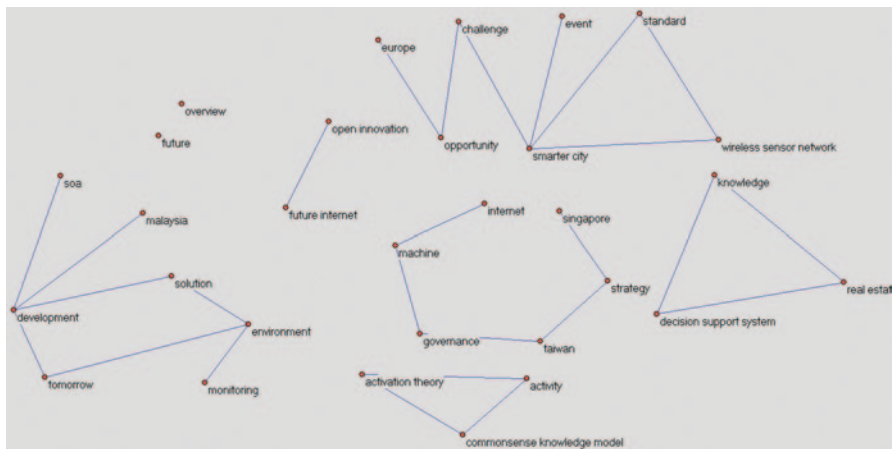 challenge
event
standard
europe
overview
open innovation
future
opportunity
smarter city
wireless sensor network
soa
knowledge
malaysia
future internet
internet
singapore
machine
solution
strategy
real estat
development
environment
decision support system
governance
taiwan
tomorrow
monitoring
activation theory
activity
commonsense knowledge model